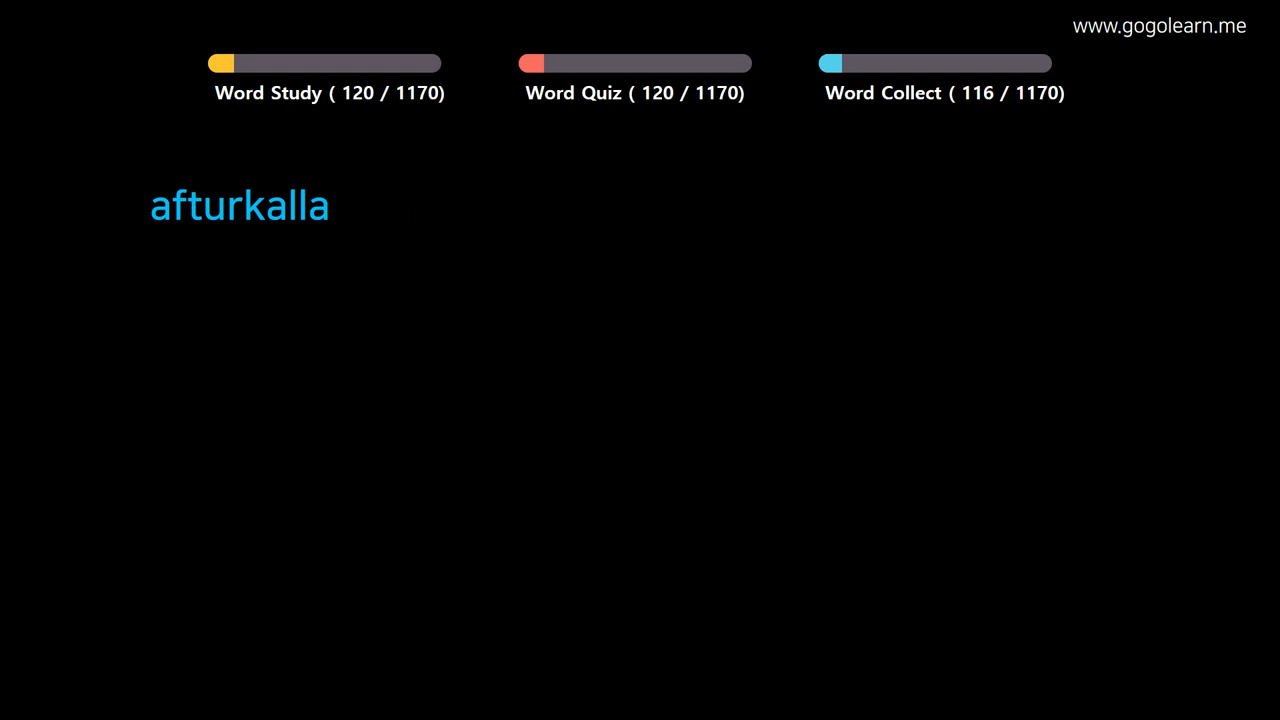 www.gogolearn.me
Word Study ( 120 / 1170)
Word Quiz ( 120 / 1170)
Word Collect ( 116 / 1170)
afturkalla